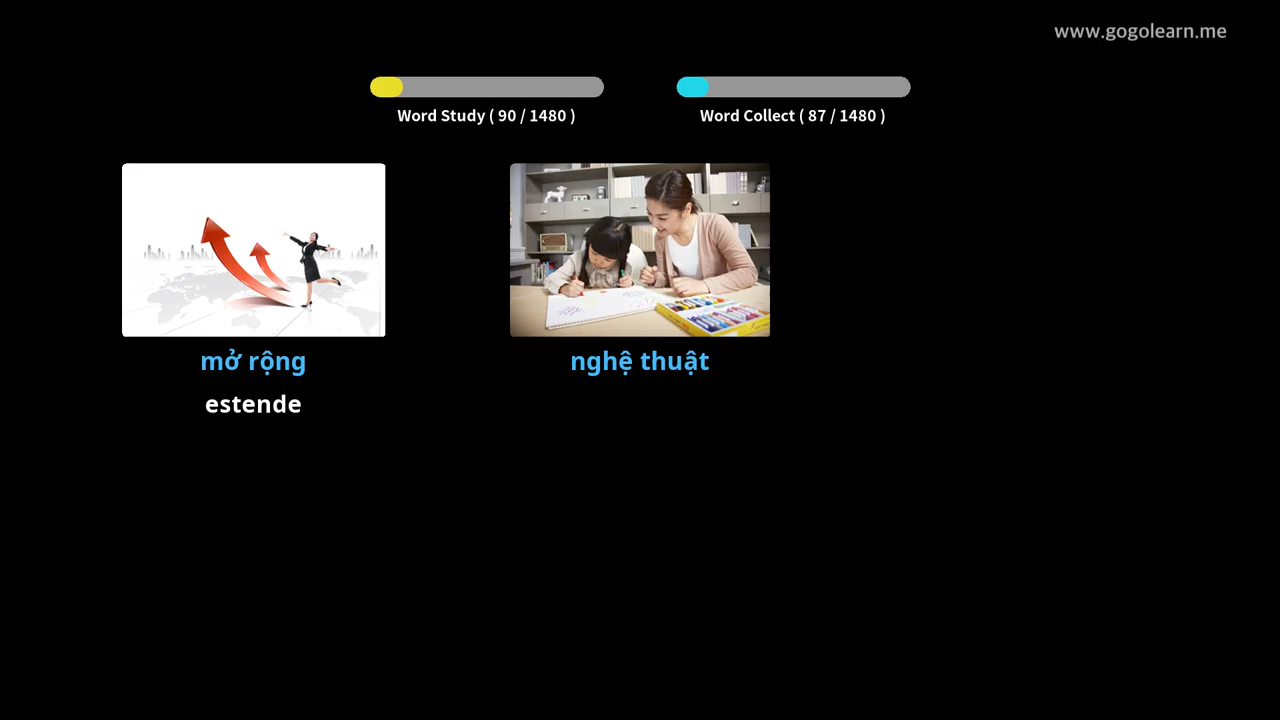 www.gogolearn.me
Word Study ( 90 / 1480 )
Word Collect ( 87 / 1480 )
mở rộng
estende
nghệ thuật